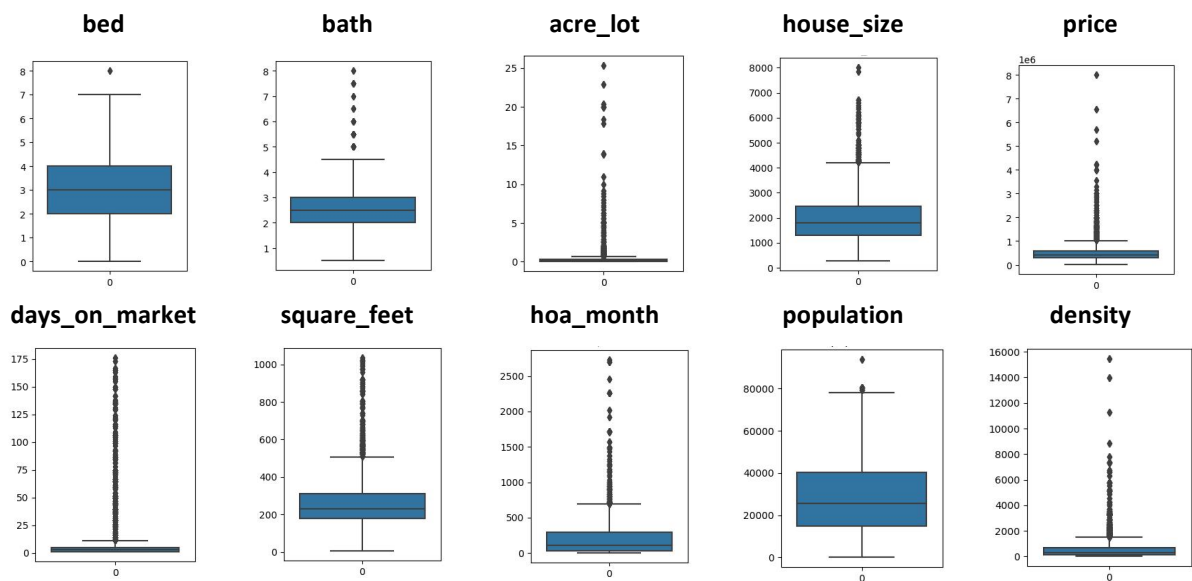 bed bath acre_lot house_size price
1e6
8 8 25 8000 8
7 7 7000 7
6 6 20 6000 6
5 5 15 5000 5
4 4 4000 4
3 3 10 3000 3
2 2 5 2000 2
1 1 1000 1
0 0 0 0
0 0 0 0 0
days_on_market square_feet hoa_month population density
175 1000 2500 80000 16000
150 800 2000 60000 14000
125 12000
100 600 1500 10000
75 400 1000 40000 8000
50 6000
25 200 500 20000 4000
2000
0 0 0 0 0
0 0 0 0 0